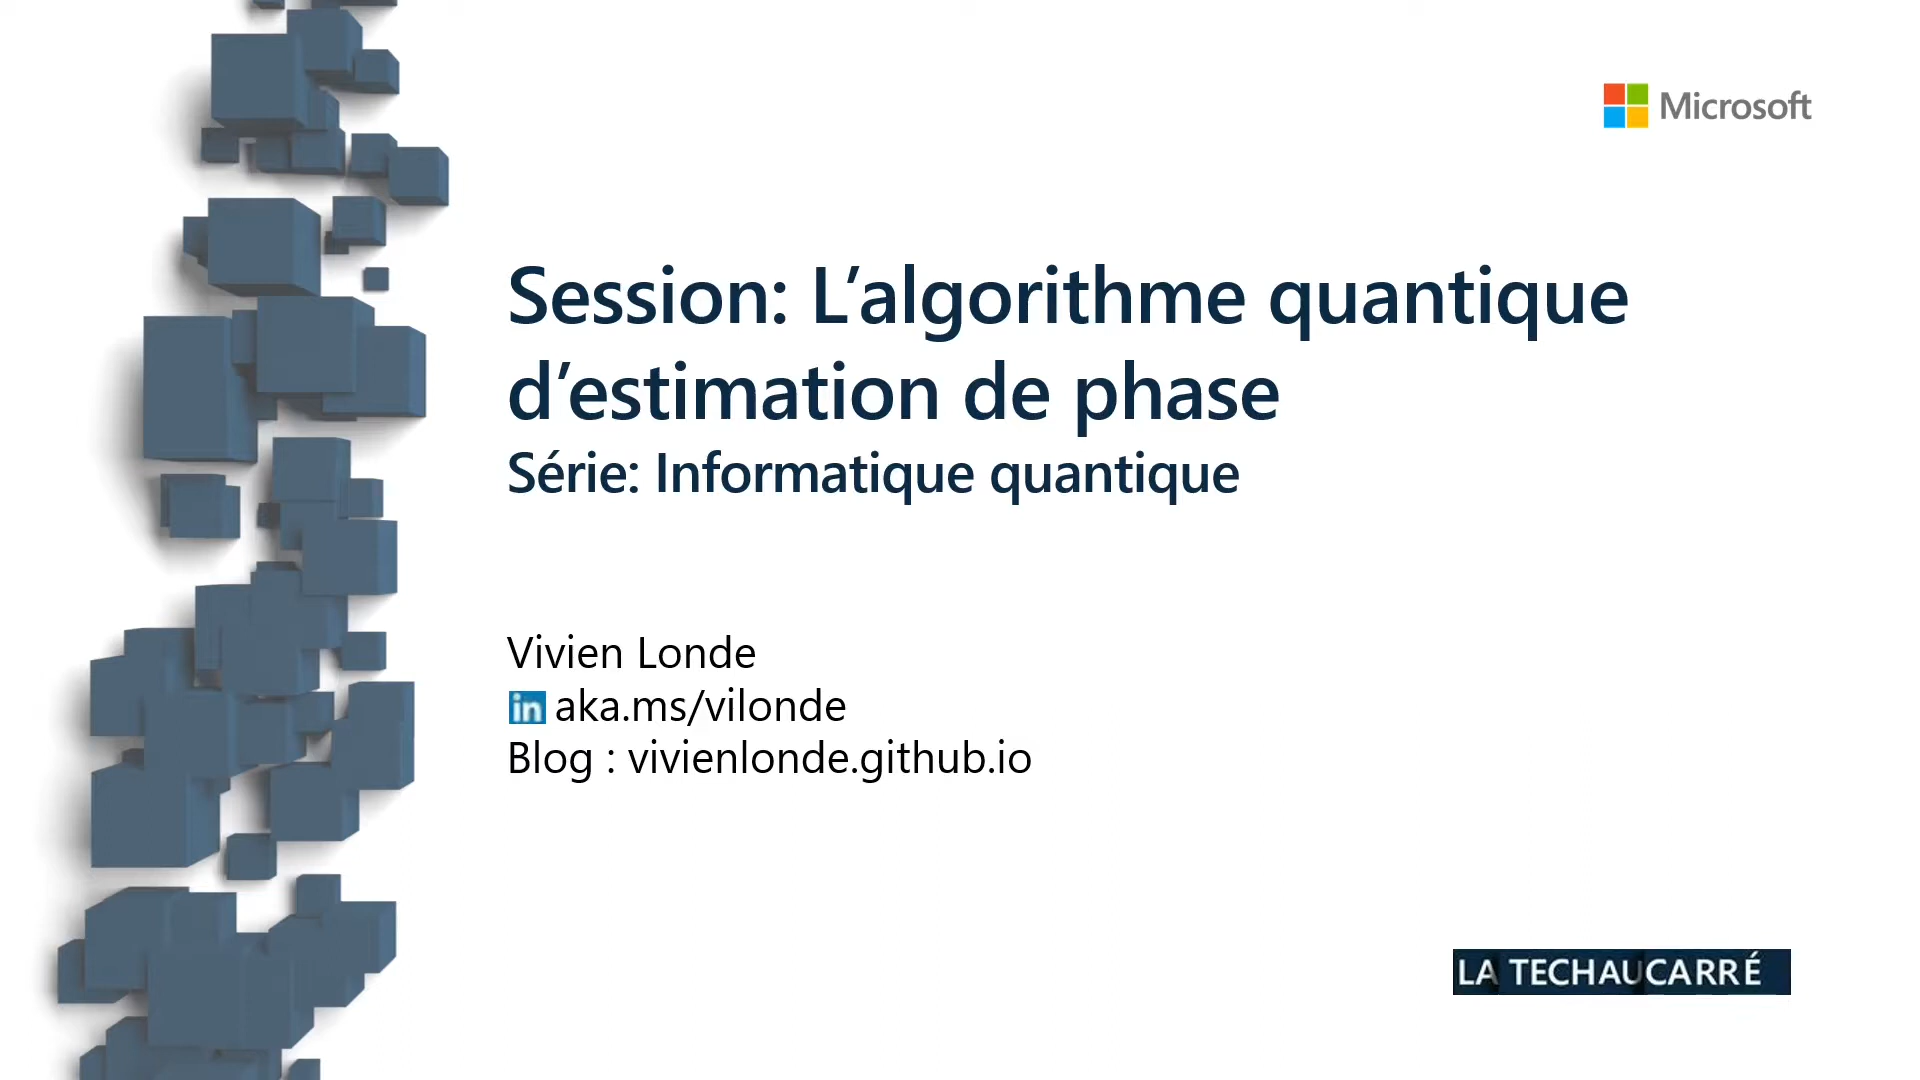 Microsoft
Session: L’algorithme quantique
d’estimation de phase
Série: Informatique quantique
Vivien Londe
in aka.ms/vilonde
Blog : vivienlonde.github.io
LA TECHAUCARRÉ